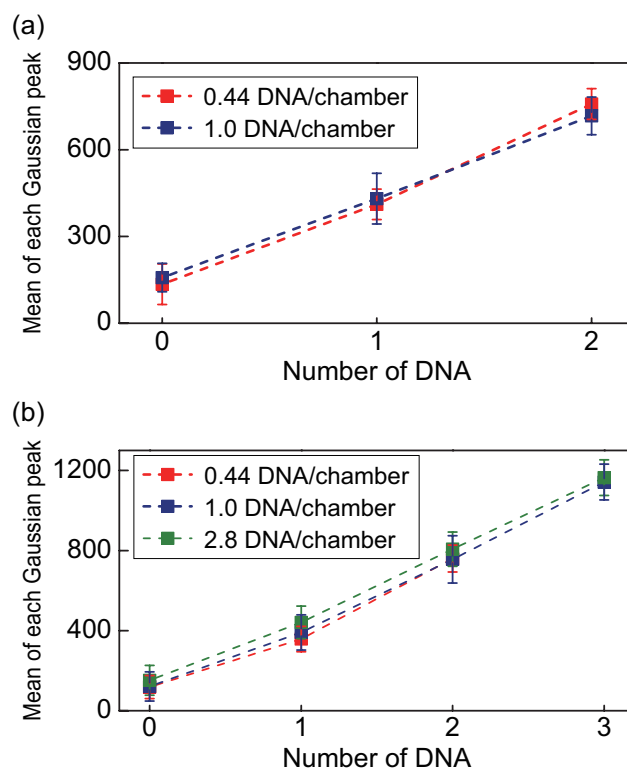 (a)
Mean of each Gaussian peak
900
600
300
0
0.44 DNA/chamber
1.0 DNA/chamber
0 1 2
Number of DNA
(b)
Mean of each Gaussian peak
1200
800
400
0
0.44 DNA/chamber
1.0 DNA/chamber
2.8 DNA/chamber
0 1 2 3
Number of DNA